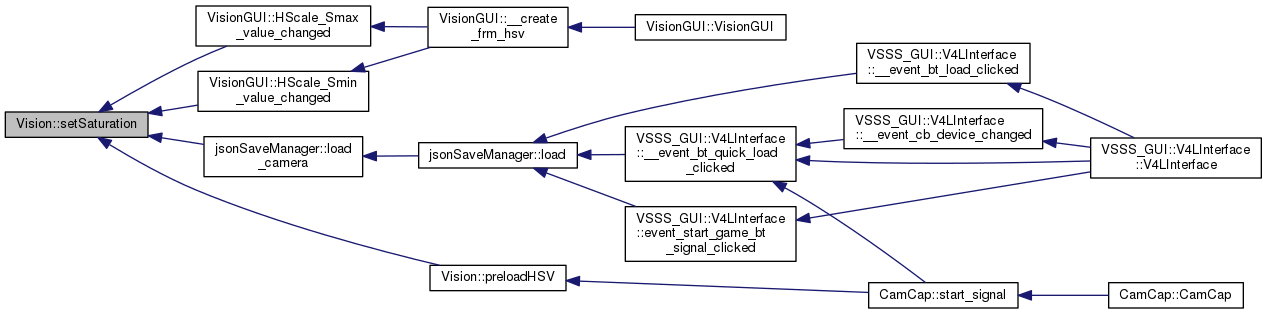 VisionGUI::HScale_Smax
_value_changed
VisionGUI::__create
_frm_hsv
VisionGUI::VisionGUI
VisionGUI::HScale_Smin
_value_changed
Vision::setSaturation
jsonSaveManager::load
_camera
jsonSaveManager::load
VSSS_GUI::V4LInterface
::__event_bt_load_clicked
VSSS_GUI::V4LInterface
::__event_cb_device_changed
VSSS_GUI::V4LInterface
::__event_bt_quick_load
_clicked
VSSS_GUI::V4LInterface
::V4LInterface
VSSS_GUI::V4LInterface
::event_start_game_bt
_signal_clicked
Vision::preloadHSV
CamCap::start_signal
CamCap::CamCap